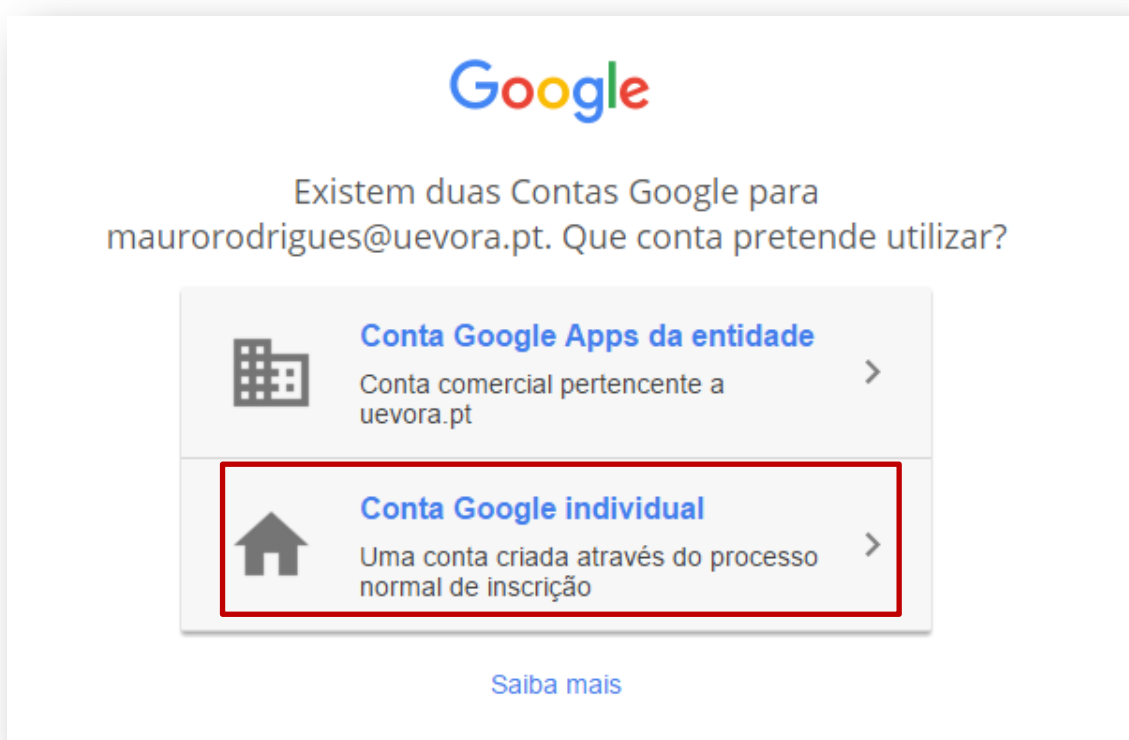 Google
Existem duas Contas Google para
maurorodrigues@uevora.pt. Que conta pretende utilizar?
Conta Google Apps da entidade
Conta comercial pertencente a
uevora.pt
Conta Google individual
Uma conta criada através do processo
normal de inscrição
Saiba mais